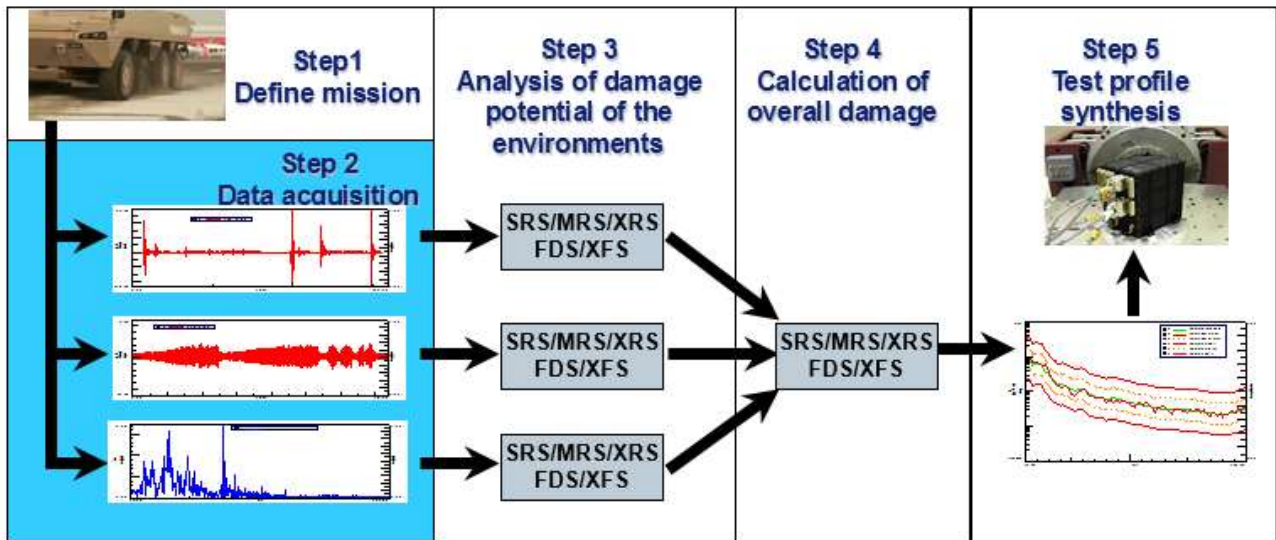 Step1
Define mission
Step 2
Data acquisition
Step 3
Analysis of damage
potential of the
environments
SRS/MRS/XRS
FDS/XFS
SRS/MRS/XRS
FDS/XFS
SRS/MRS/XRS
FDS/XFS
Step 4
Calculation of
overall damage
SRS/MRS/XRS
FDS/XFS
Step 5
Test profile
synthesis